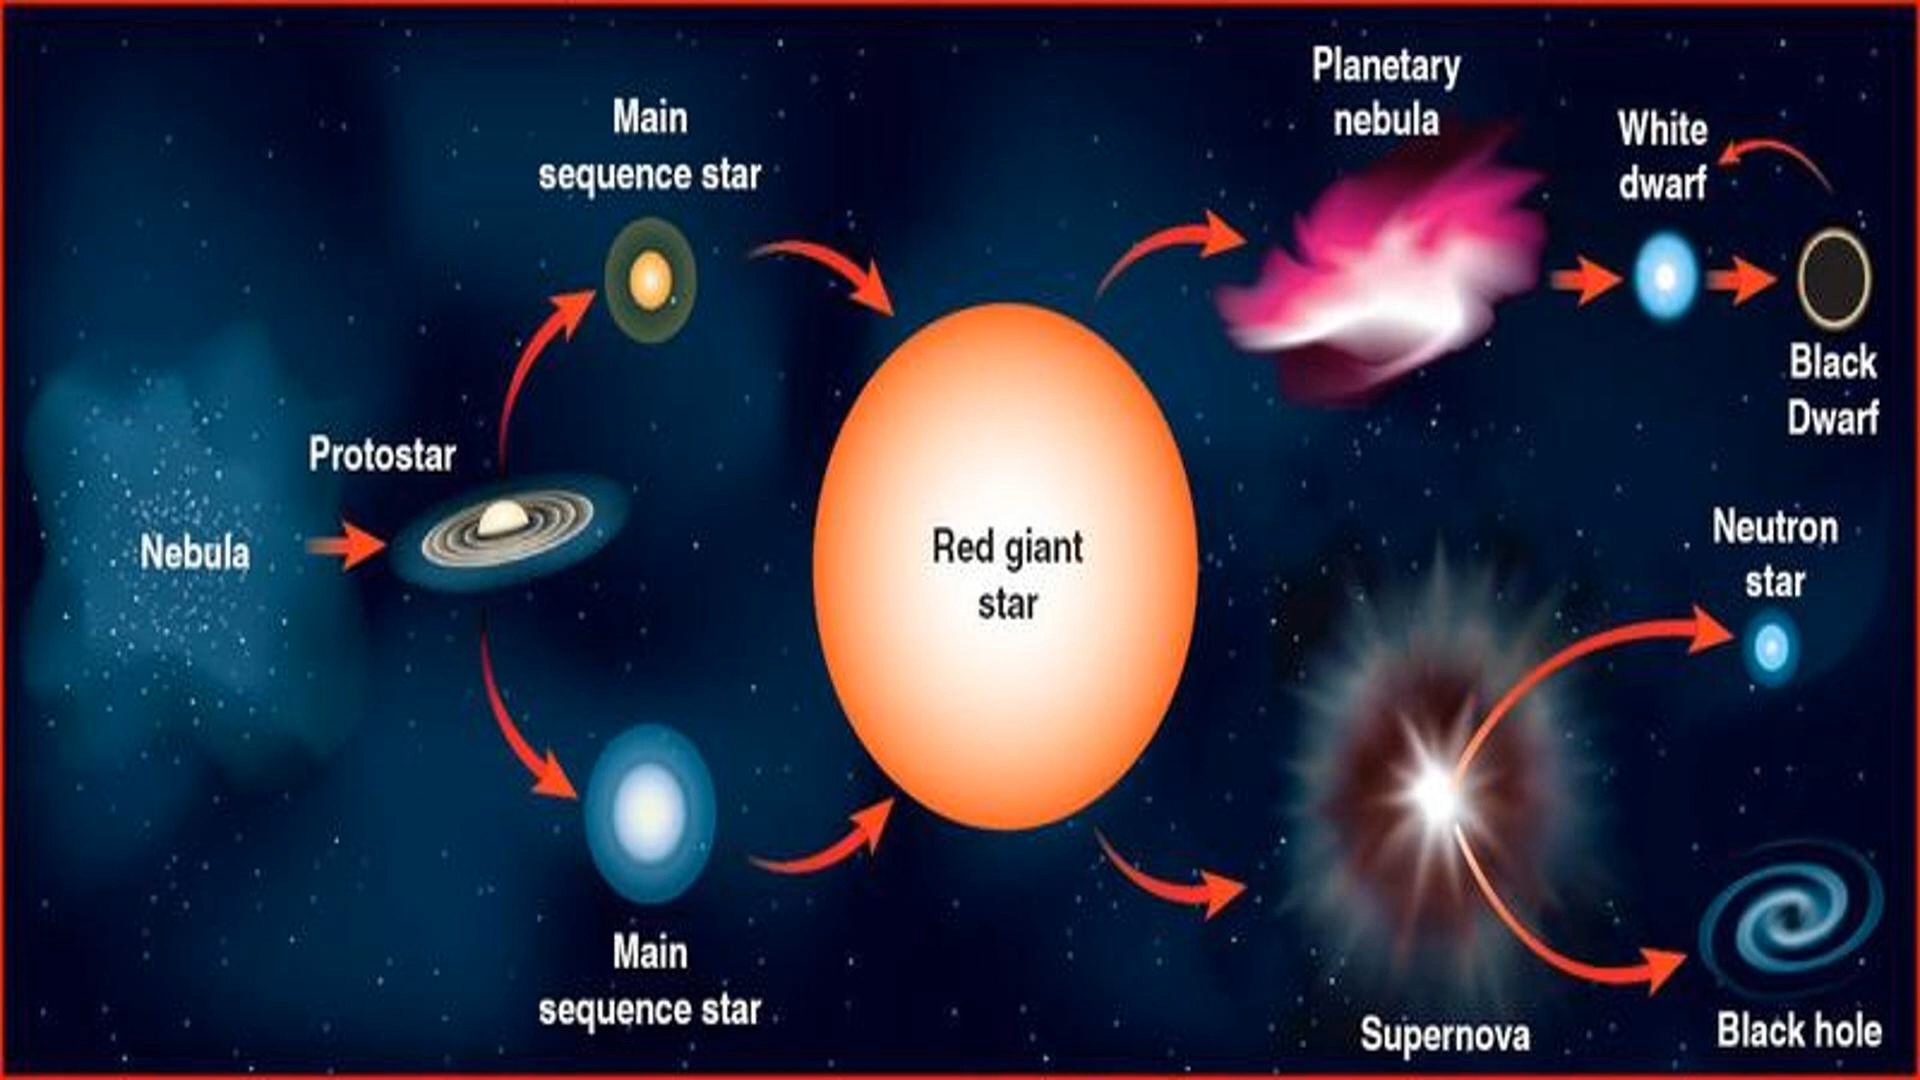 Planetary
nebula
Main
sequence star
White
dwarf
Black
Dwarf
Protostar
Nebula
Red giant
star
Neutron
star
Main
sequence star
Supernova
Black hole